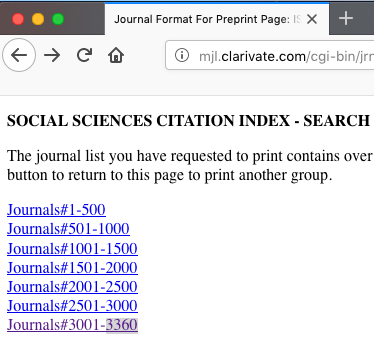 Journal Format For Preprint Page: IS
mjl.clarivate.com/cgi-bin/jrn
SOCIAL SCIENCES CITATION INDEX - SEARCH
The journal list you have requested to print contains over
button to return to this page to print another group.
Journals#1-500
Journals#501-1000
Journals#1001-1500
Journals#1501-2000
Journals#2001-2500
Journals#2501-3000
Journals#3001-3360